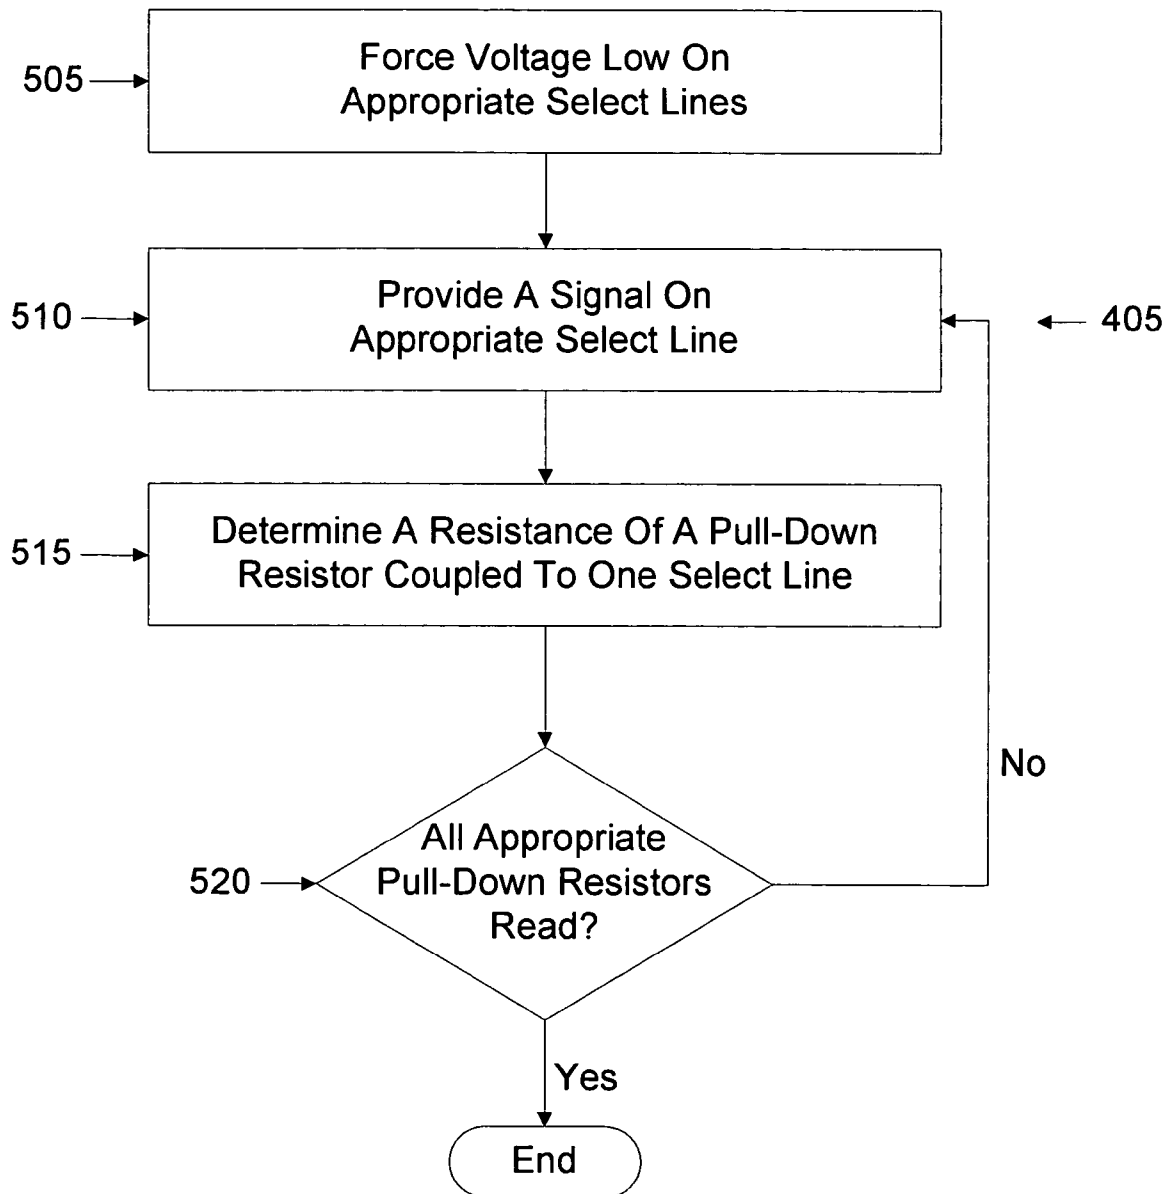 505
Force Voltage Low On
Appropriate Select Lines
510
Provide A Signal On
Appropriate Select Line
405
515
Determine A Resistance Of A Pull-Down
Resistor Coupled To One Select Line
No
520
All Appropriate
Pull-Down Resistors
Read?
Yes
End